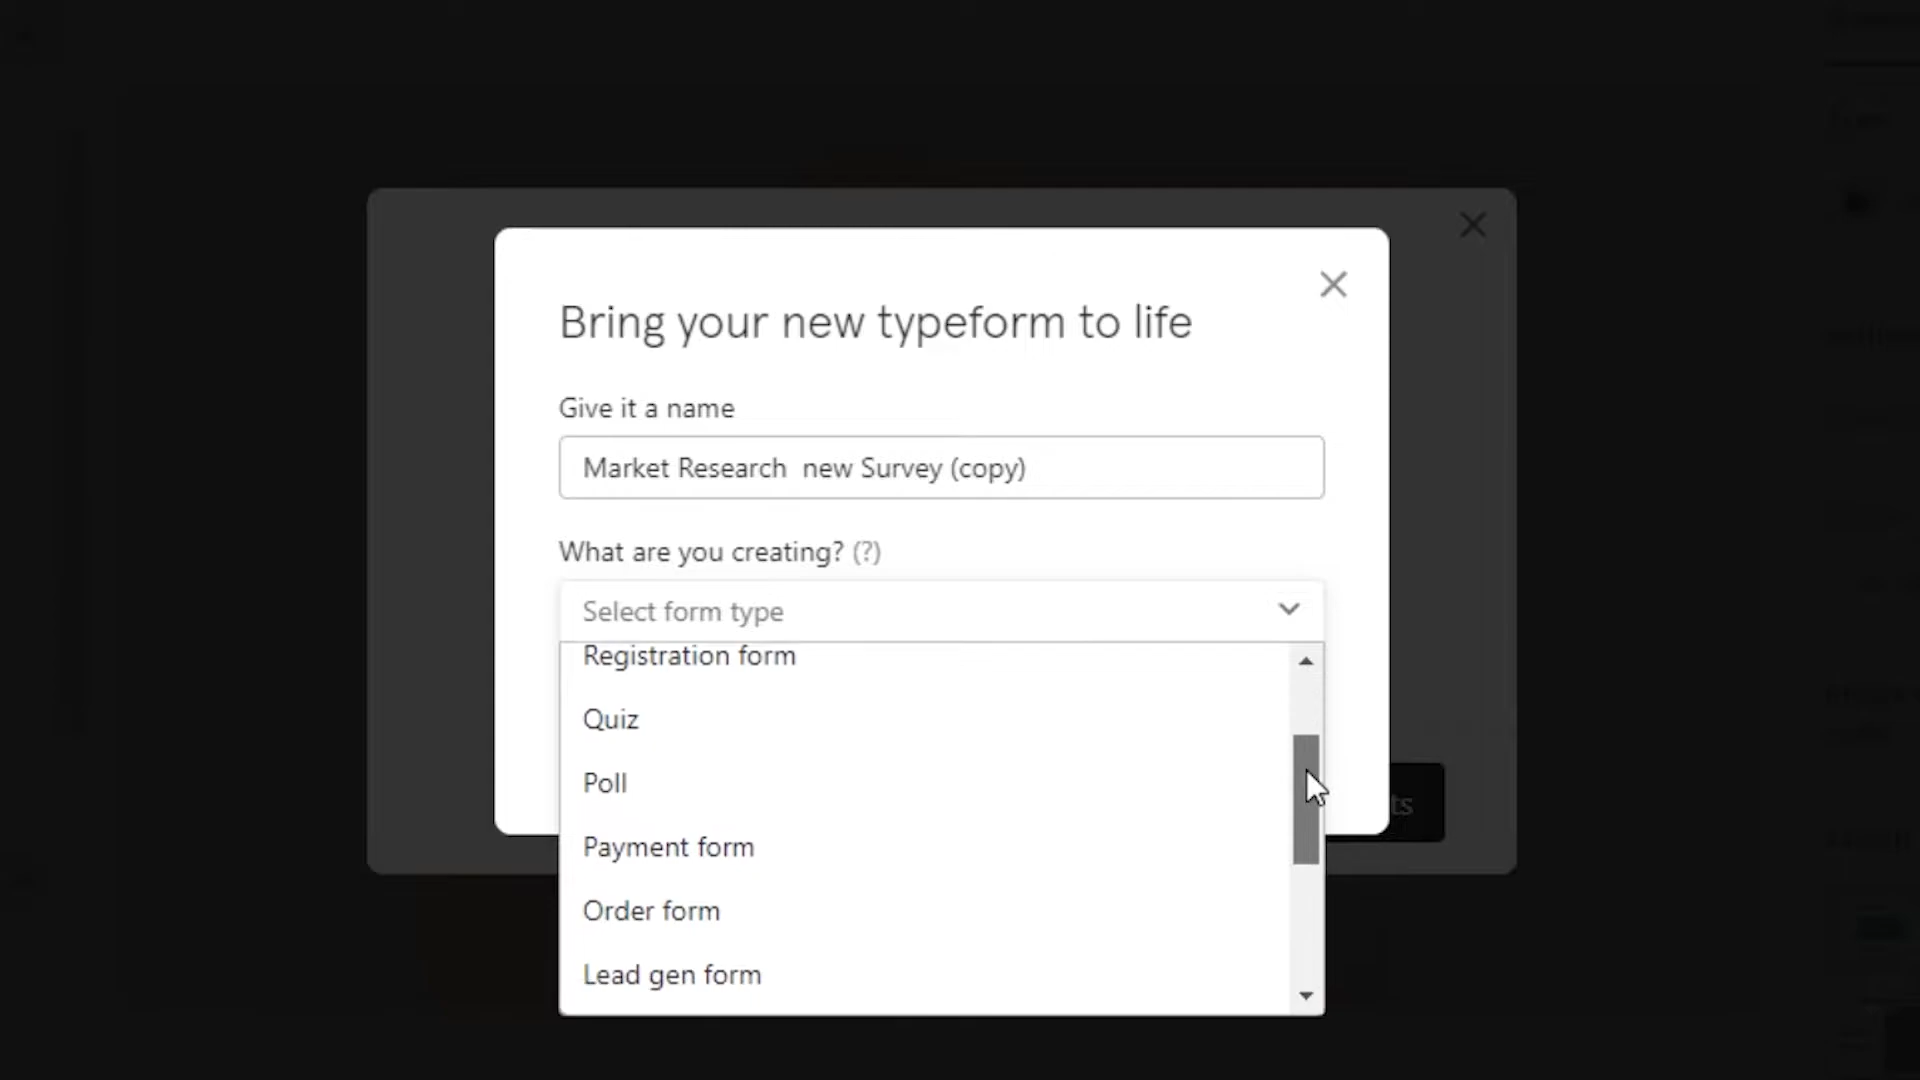 Bring your new typeform to life
Give it a name
Market Research  new Survey (copy)
What are you creating? (?)
Select form type
Registration form
Quiz
Poll
Payment form
Order form
Lead gen form
ts